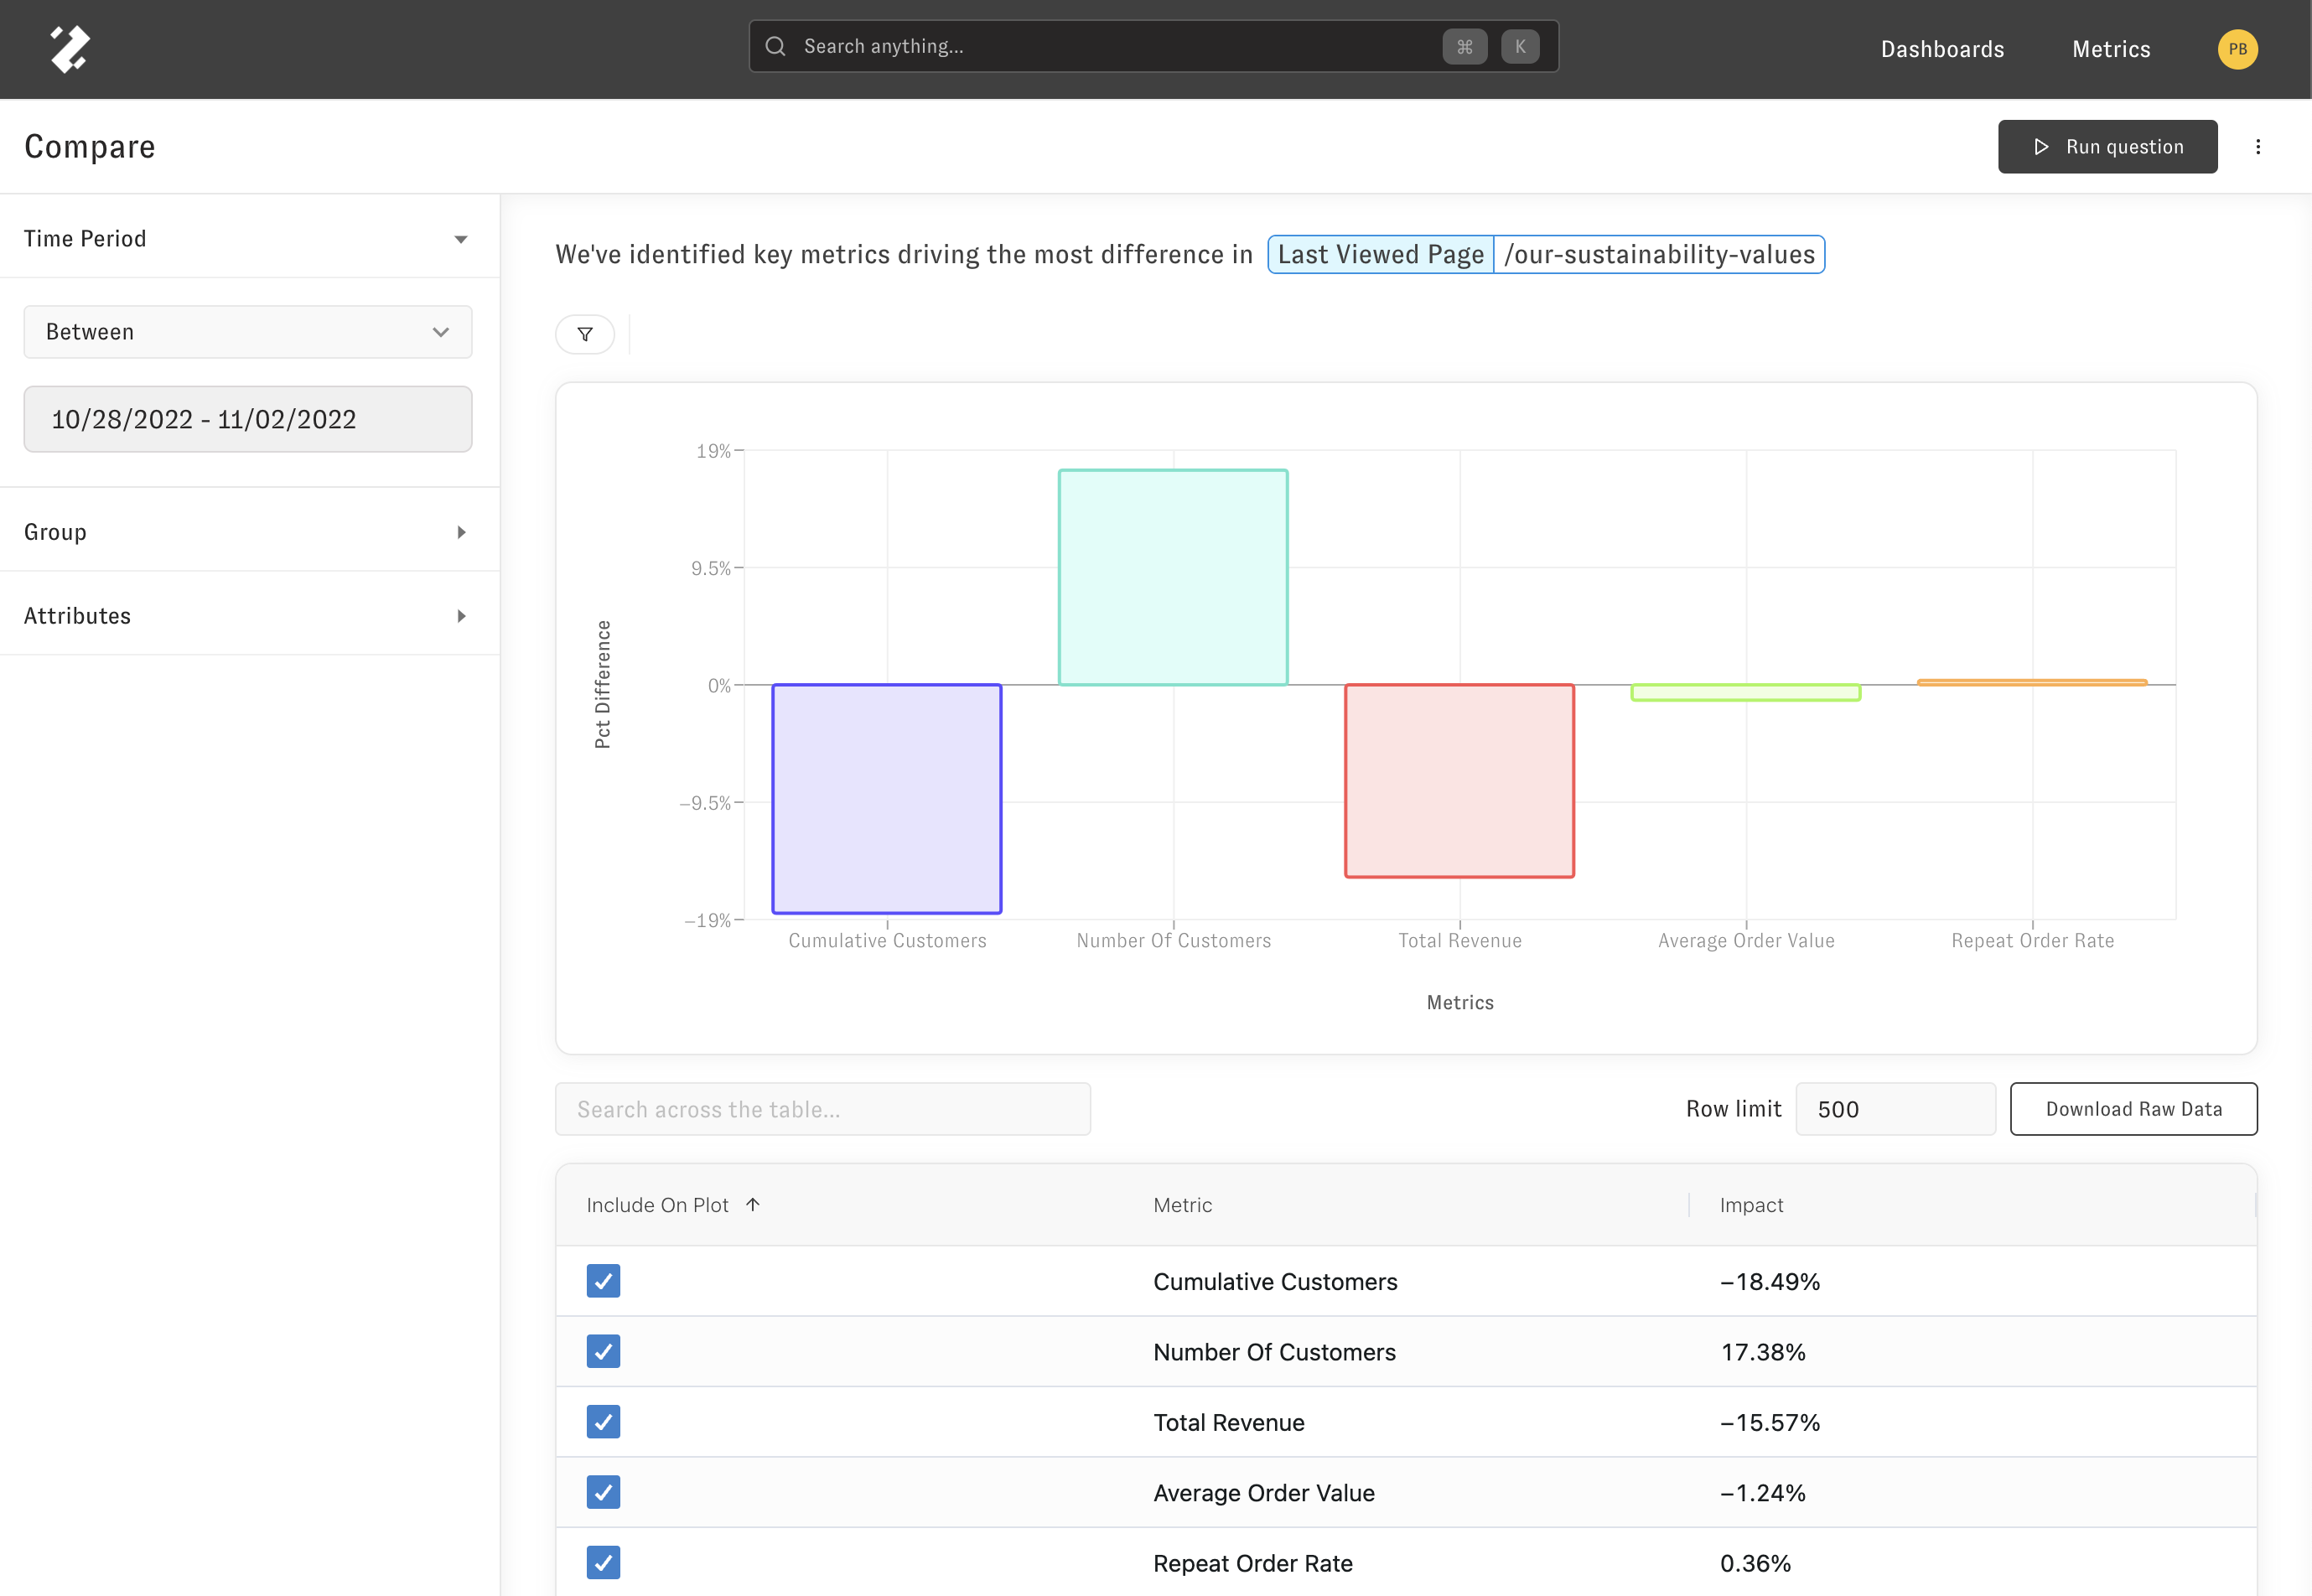 Search anything...
⌘ K
Dashboards
Metrics
PB
Compare
Run question
Time Period
Between
10/28/2022 - 11/02/2022
Group
Attributes
We've identified key metrics driving the most difference in Last Viewed Page /our-sustainability-values
19%
9.5%
0%
−9.5%
−19%
Pct Difference
Cumulative Customers
Number Of Customers
Total Revenue
Average Order Value
Repeat Order Rate
Metrics
Search across the table...
Row limit 500
Download Raw Data
Include On Plot Metric Impact
Cumulative Customers −18.49%
Number Of Customers 17.38%
Total Revenue −15.57%
Average Order Value −1.24%
Repeat Order Rate 0.36%